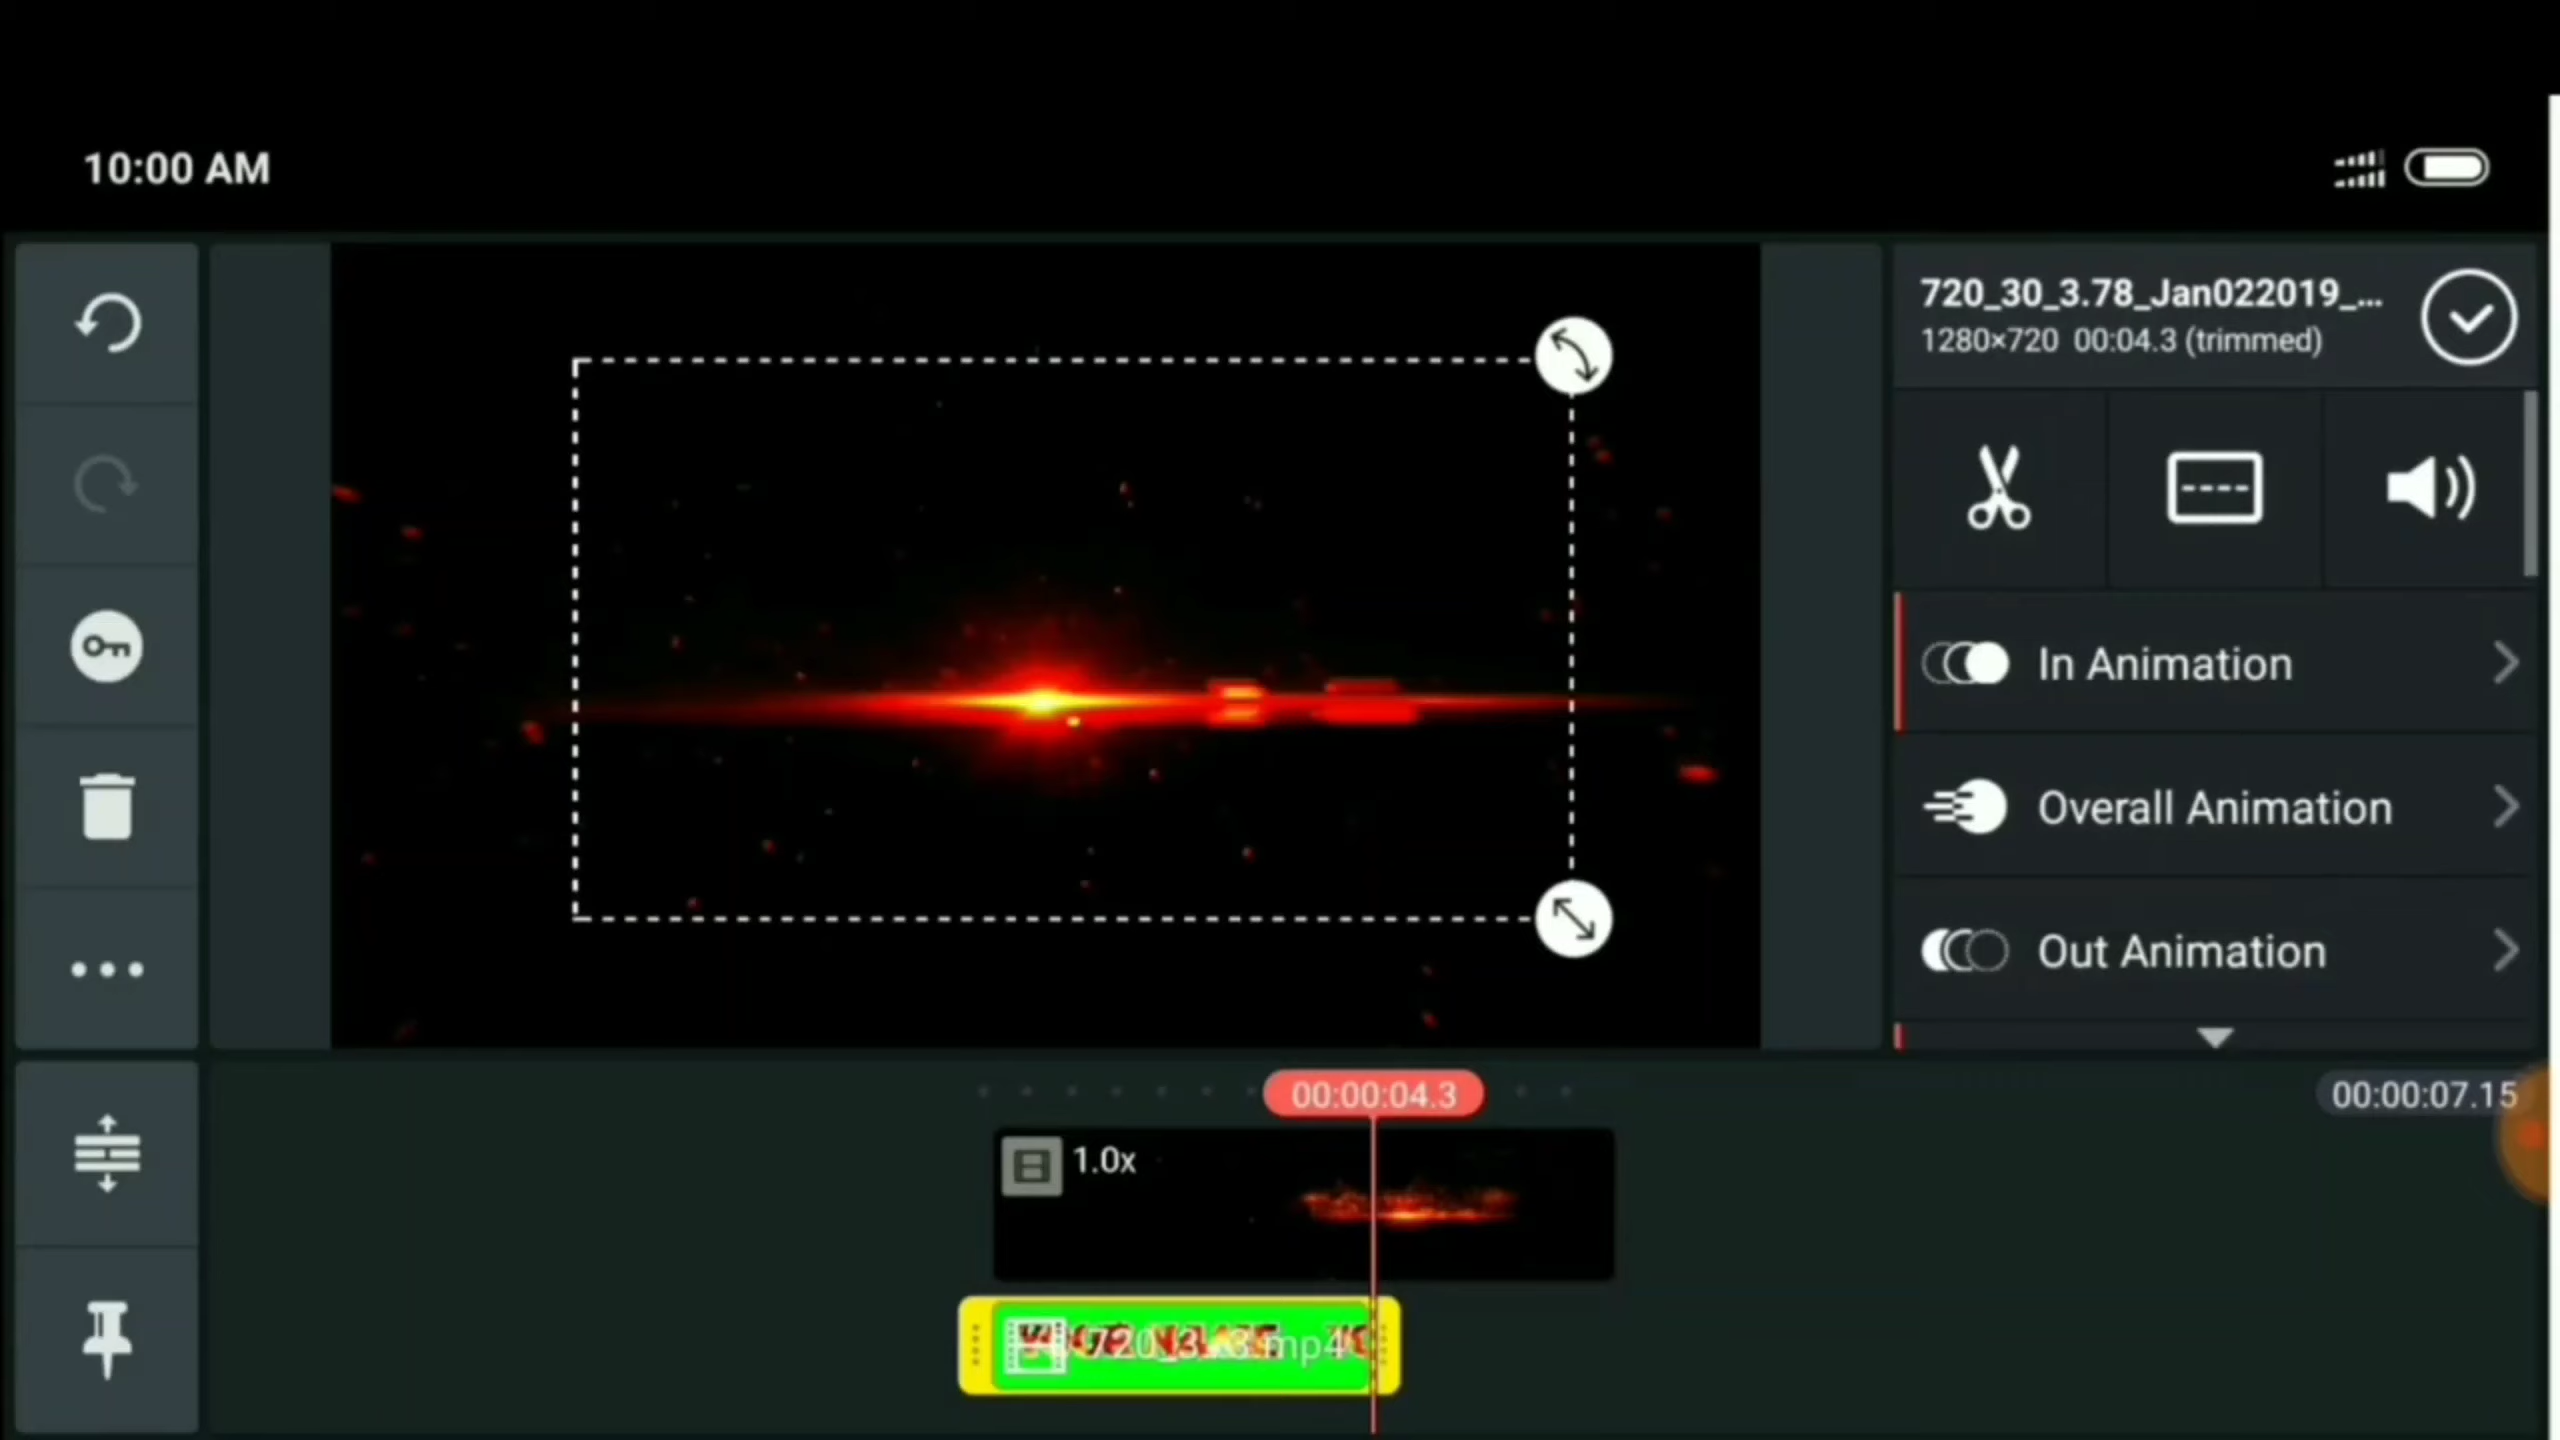 10:00 AM
720_30_3.78_Jan022019_...
1280×720 00:04.3 (trimmed)
In Animation
Overall Animation
Out Animation
00:00:04.3
00:00:07.15
1.0x